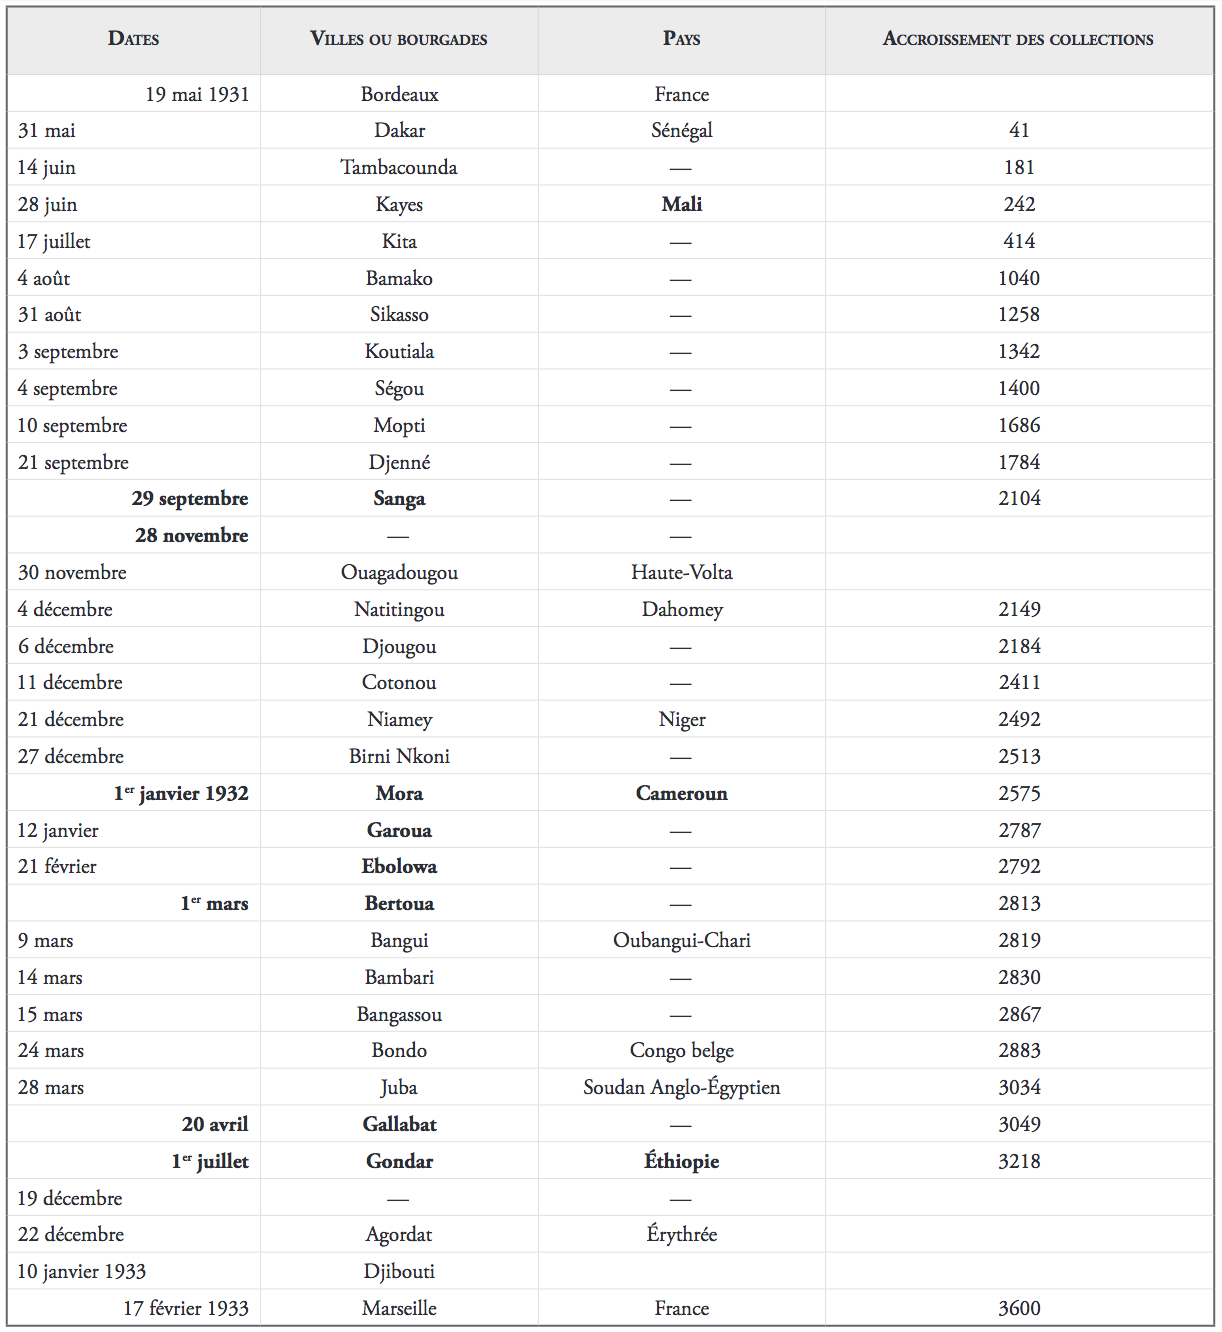 Dates Villes ou bourgades Pays Accroissement des collections
19 mai 1931 Bordeaux France
31 mai Dakar Sénégal 41
14 juin Tambacounda — 181
28 juin Kayes Mali 242
17 juillet Kita — 414
4 août Bamako — 1040
31 août Sikasso — 1258
3 septembre Koutiala — 1342
4 septembre Ségou — 1400
10 septembre Mopti — 1686
21 septembre Djenné — 1784
29 septembre Sanga — 2104
28 novembre — —
30 novembre Ouagadougou Haute-Volta
4 décembre Natitingou Dahomey 2149
6 décembre Djougou — 2184
11 décembre Cotonou — 2411
21 décembre Niamey Niger 2492
27 décembre Birni Nkoni — 2513
1er janvier 1932 Mora Cameroun 2575
12 janvier Garoua — 2787
21 février Ebolowa — 2792
1er mars Bertoua — 2813
9 mars Bangui Oubangui-Chari 2819
14 mars Bambari — 2830
15 mars Bangassou — 2867
24 mars Bondo Congo belge 2883
28 mars Juba Soudan Anglo-Égyptien 3034
20 avril Gallabat — 3049
1er juillet Gondar Éthiopie 3218
19 décembre — —
22 décembre Agordat Érythrée
10 janvier 1933 Djibouti
17 février 1933 Marseille France 3600